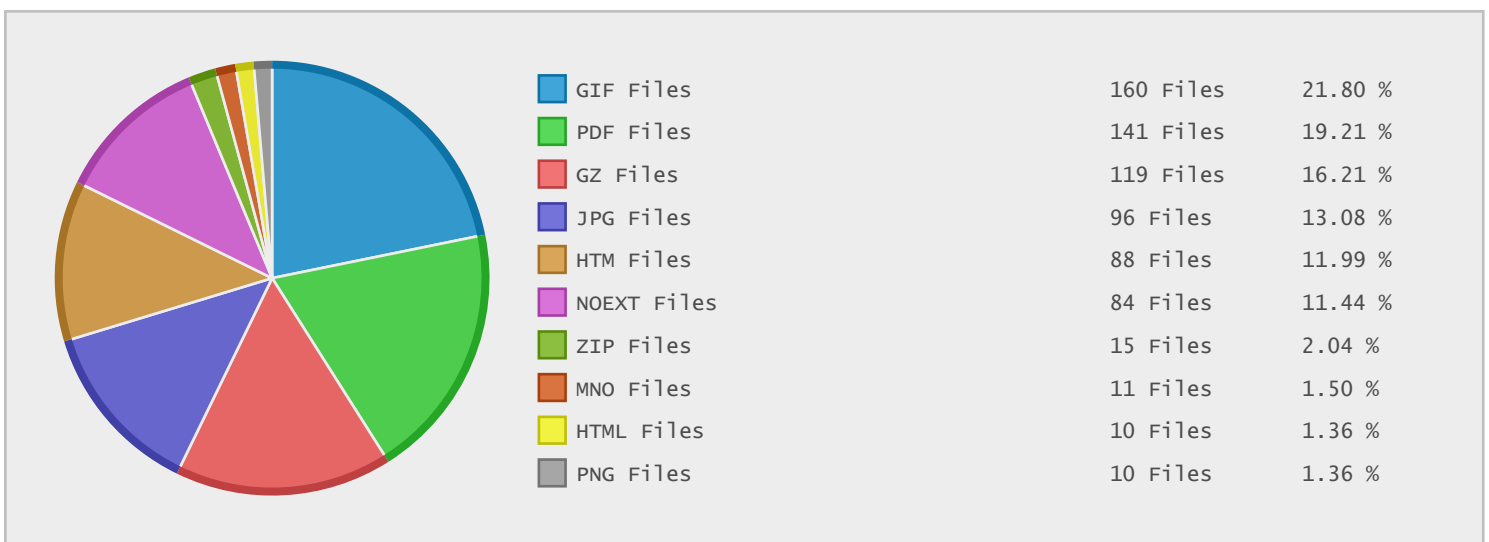 GIF Files 160 Files 21.80 %
PDF Files 141 Files 19.21 %
GZ Files 119 Files 16.21 %
JPG Files 96 Files 13.08 %
HTM Files 88 Files 11.99 %
NOEXT Files 84 Files 11.44 %
ZIP Files 15 Files 2.04 %
MNO Files 11 Files 1.50 %
HTML Files 10 Files 1.36 %
PNG Files 10 Files 1.36 %